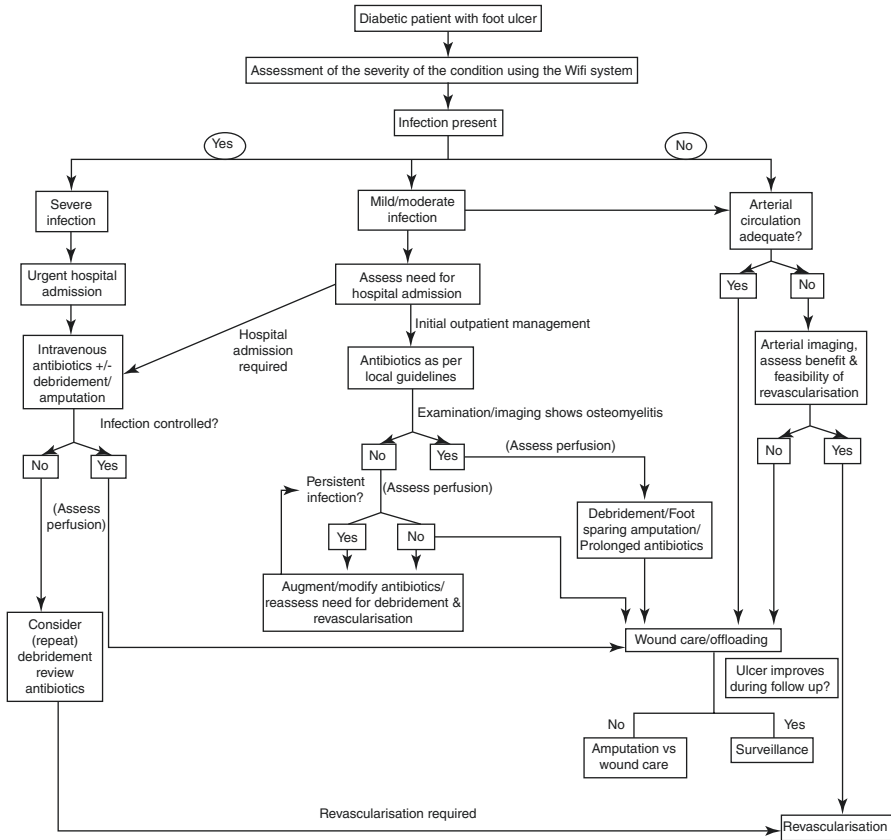 Diabetic patient with foot ulcer
Assessment of the severity of the condition using the Wifi system
Infection present
Yes
No
Severe
infection
Mild/moderate
infection
Arterial
circulation
adequate?
Urgent hospital
admission
Assess need for
hospital admission
Yes
No
Hospital
admission
required
Initial outpatient management
Intravenous
antibiotics +/-
debridement/
amputation
Antibiotics as per
local guidelines
Arterial imaging,
assess benefit &
feasibility of
revascularisation
Infection controlled?
Examination/imaging shows osteomyelitis
No
Yes
No
Yes
(Assess perfusion)
No
Yes
(Assess
perfusion)
Persistent
infection?
(Assess perfusion)
Debridement/Foot
sparing amputation/
Prolonged antibiotics
Yes
No
Augment/modify antibiotics/
reassess need for debridement &
revascularisation
Consider
(repeat)
debridement
review
antibiotics
Wound care/offloading
Ulcer improves
during follow up?
No
Yes
Amputation vs
wound care
Surveillance
Revascularisation required
Revascularisation